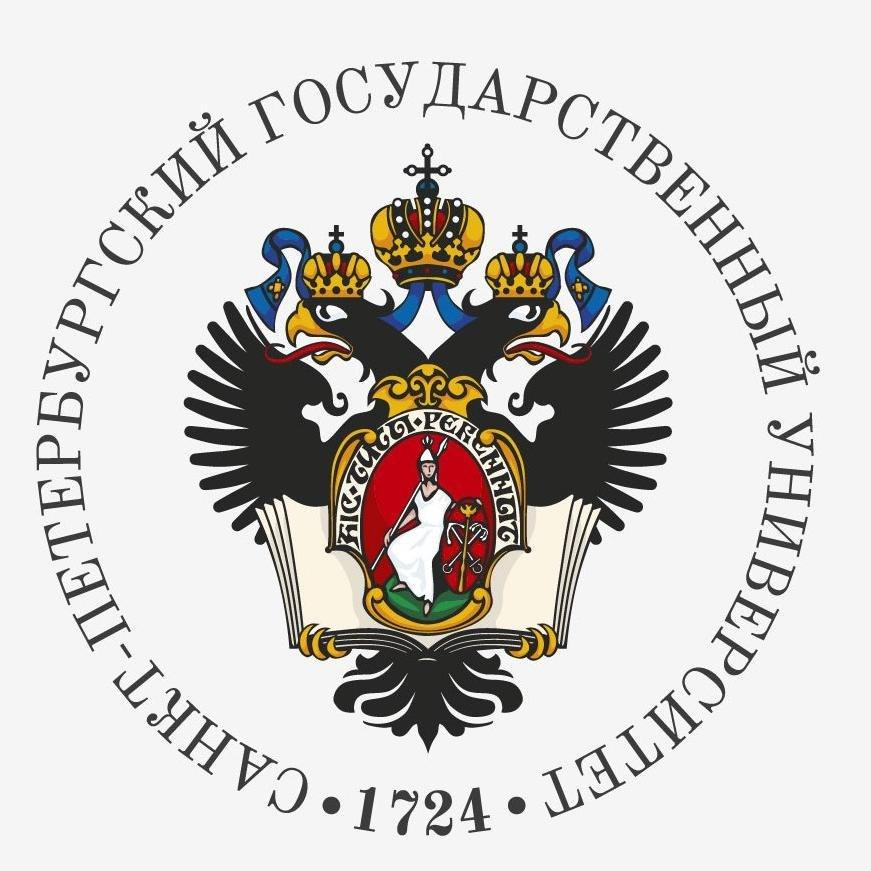 САНКТ-ПЕТЕРБУРГСКИЙ ГОСУДАРСТВЕННЫЙ УНИВЕРСИТЕТ
• 1724 •